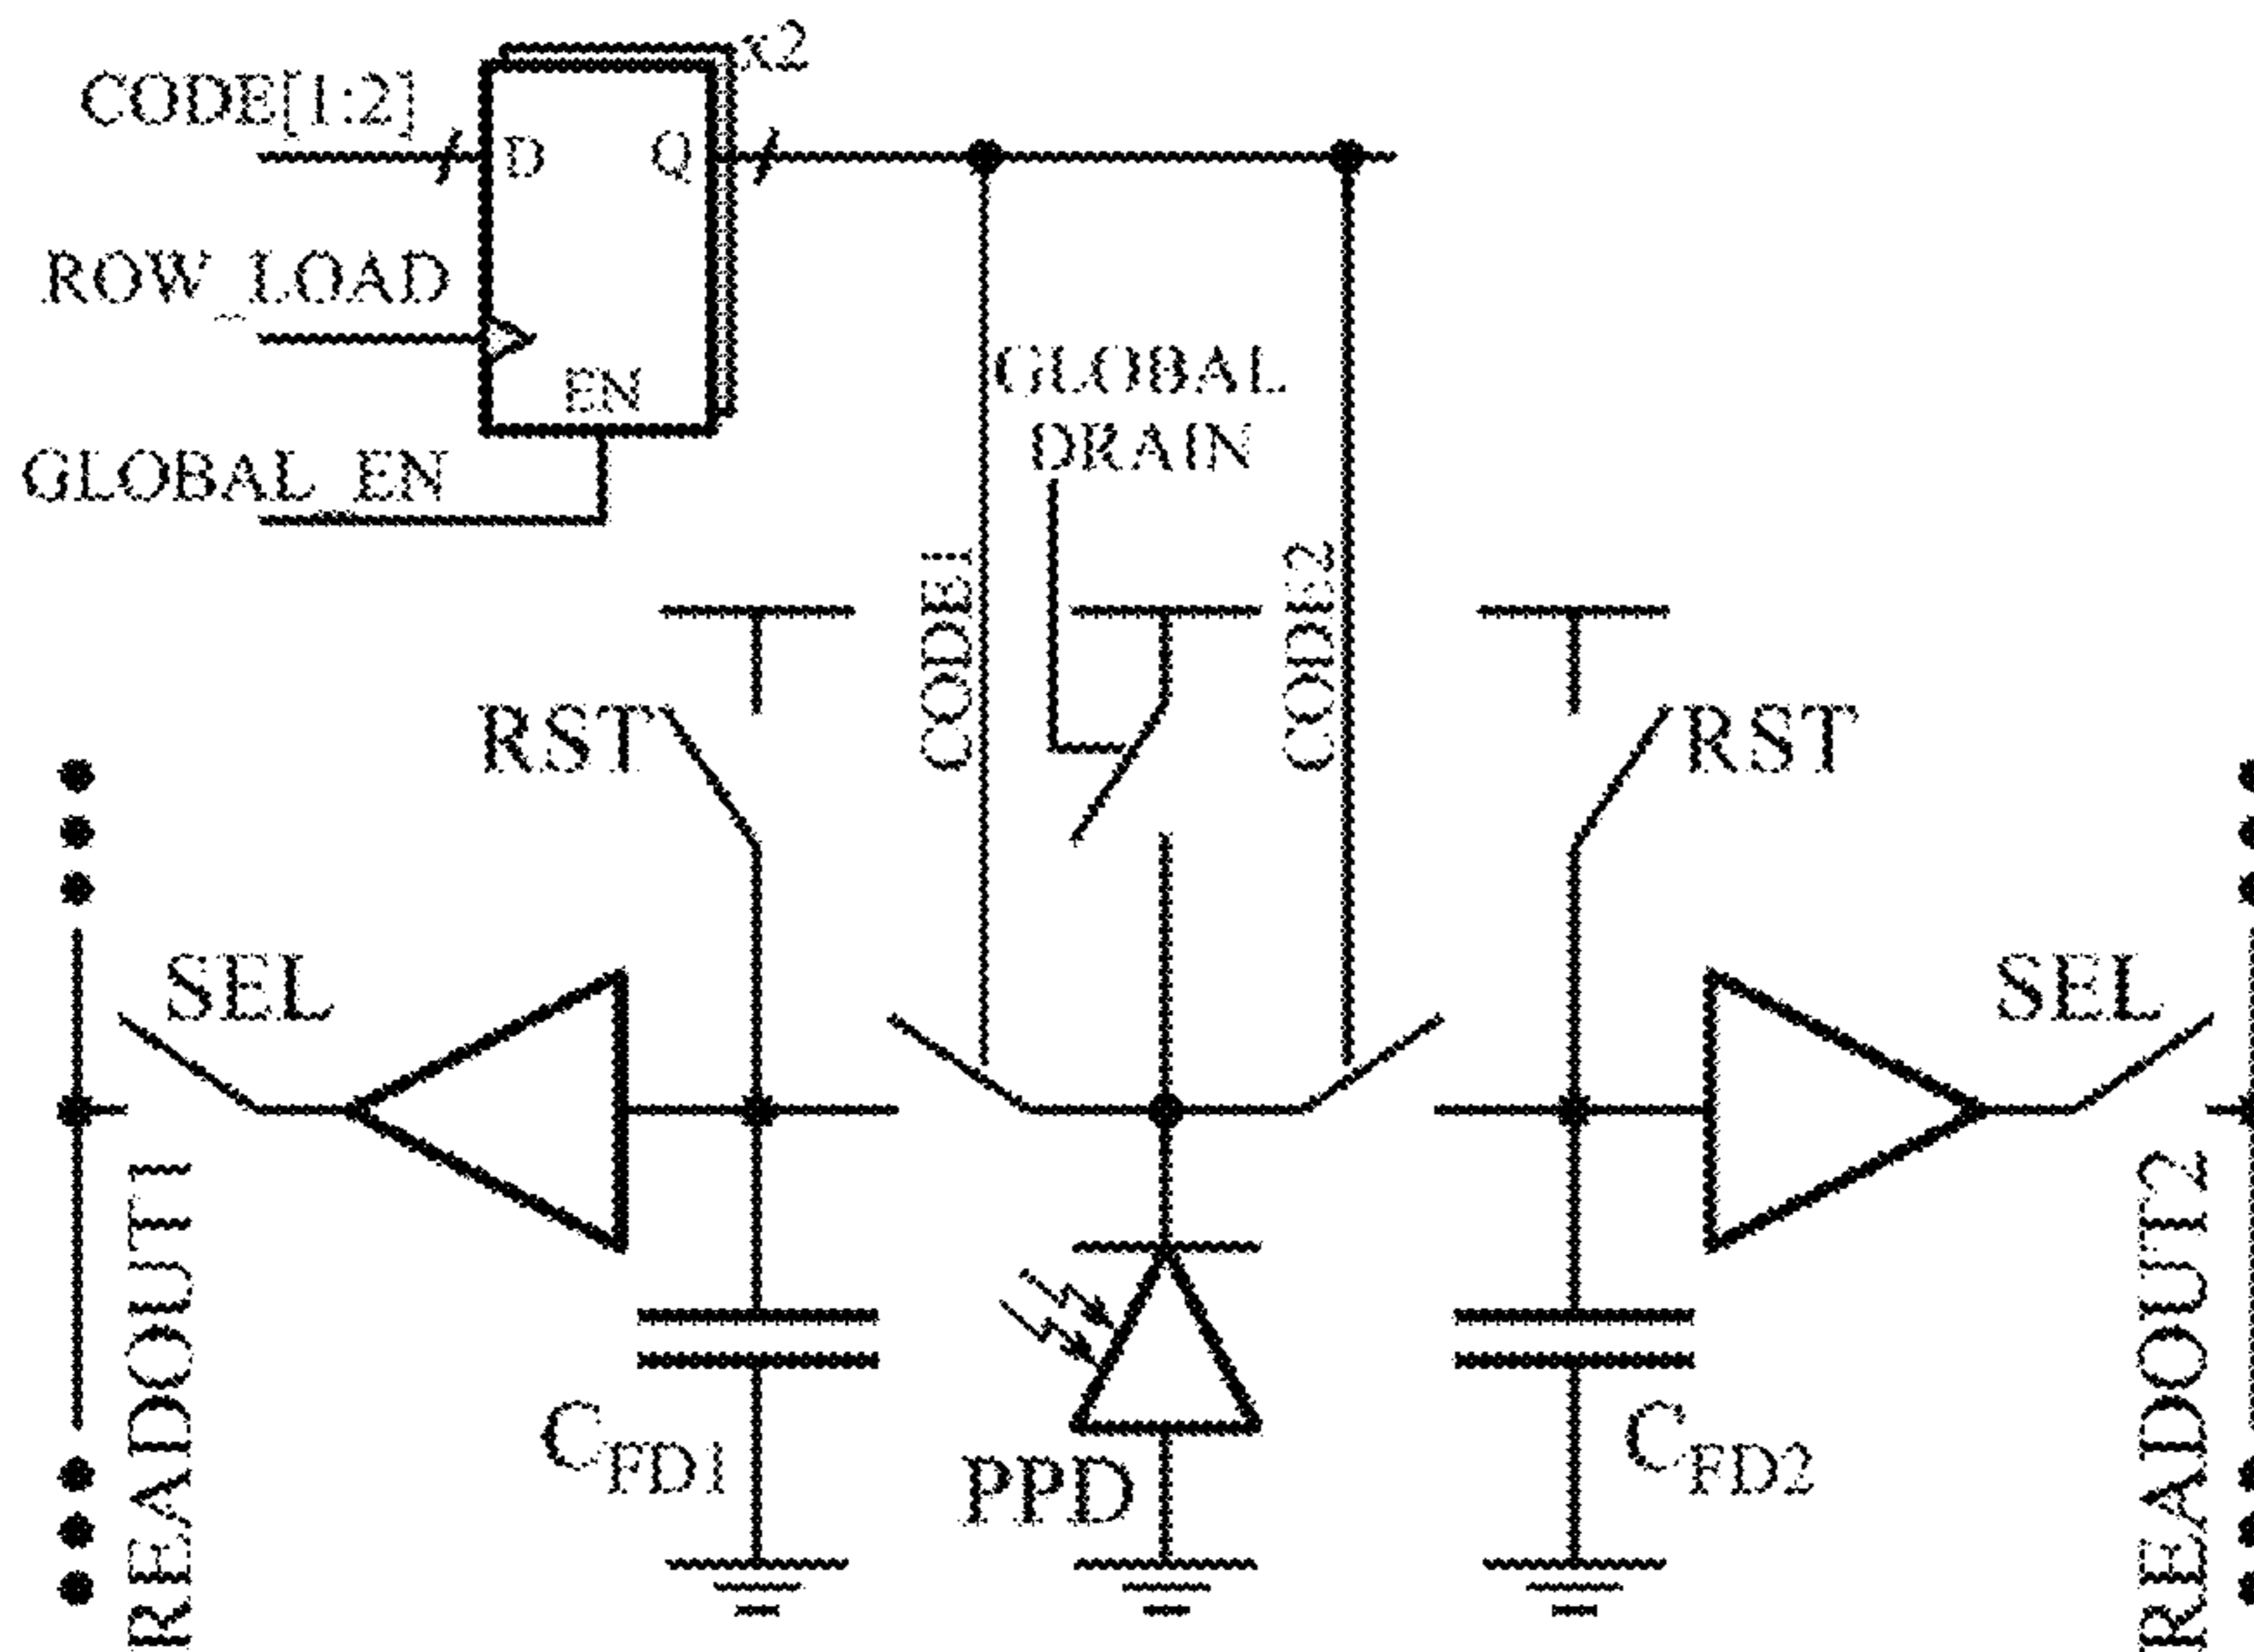 x2
CODE[1:2]
D
Q
ROW_LOAD
EN
GLOBAL_EN
GLOBAL
DRAIN
CODE1
CODE2
RST
RST
SEL
SEL
READOUT1
READOUT2
CFD1
PPD
CFD2